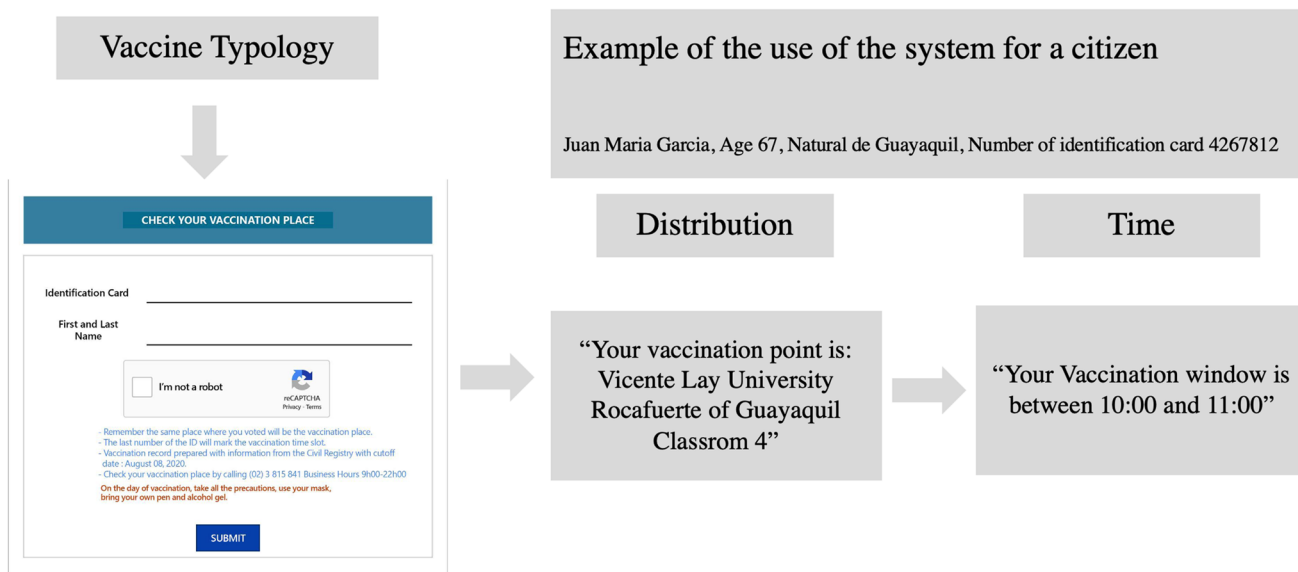 Vaccine Typology
CHECK YOUR VACCINATION PLACE
Identification Card
First and Last
Name
I'm not a robot
reCAPTCHA
Privacy - Terms
- Remember the same place where you voted will be the vaccination place.
- The last number of the ID will mark the vaccination time slot.
- Vaccination record prepared with information from the Civil Registry with cutoff
date : August 08, 2020.
- Check your vaccination place by calling (02) 3 815 841 Business Hours 9h00-22h00
On the day of vaccination, take all the precautions, use your mask,
bring your own pen and alcohol gel.
SUBMIT
Example of the use of the system for a citizen
Juan Maria Garcia, Age 67, Natural de Guayaquil, Number of identification card 4267812
Distribution
“Your vaccination point is:
Vicente Lay University
Rocafuerte of Guayaquil
Classrom 4”
Time
“Your Vaccination window is
between 10:00 and 11:00”